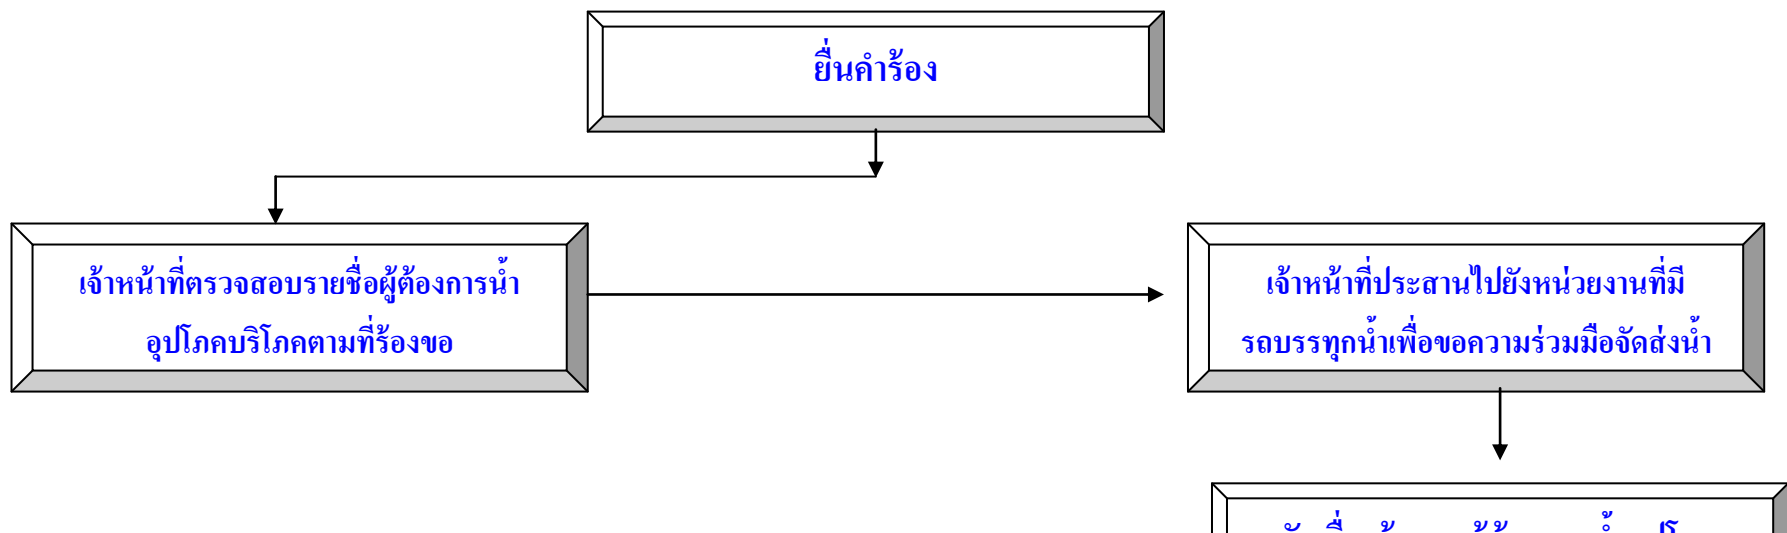 ยื่นคำร้อง
เจ้าหน้าที่ตรวจสอบรายชื่อผู้ต้องการน้ำ
อุปโภคบริโภคตามที่ร้องขอ
เจ้าหน้าที่ประสานไปยังหน่วยงานที่มี
รถบรรทุกน้ำเพื่อขอความร่วมมือจัดส่งน้ำ